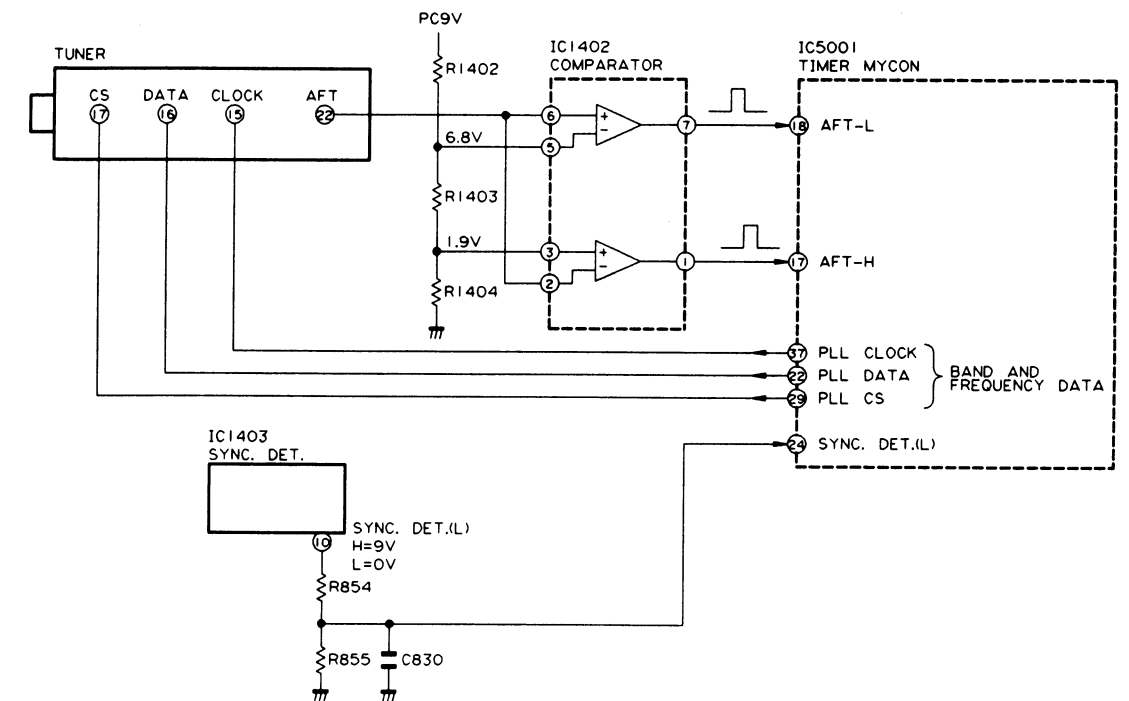 PC9V
TUNER
R1402
IC1402
COMPARATOR
IC5001
TIMER MYCON
CS
DATA
CLOCK
AFT
17
16
15
22
6
+
-
7
18
AFT-L
6.8V
5
R1403
1.9V
3
+
-
1
17
AFT-H
2
R1404
37
PLL CLOCK
22
PLL DATA
29
PLL CS
BAND AND
FREQUENCY DATA
IC1403
SYNC. DET.
24
SYNC. DET.(L)
10
SYNC. DET.(L)
H=9V
L=0V
R854
R855
C830